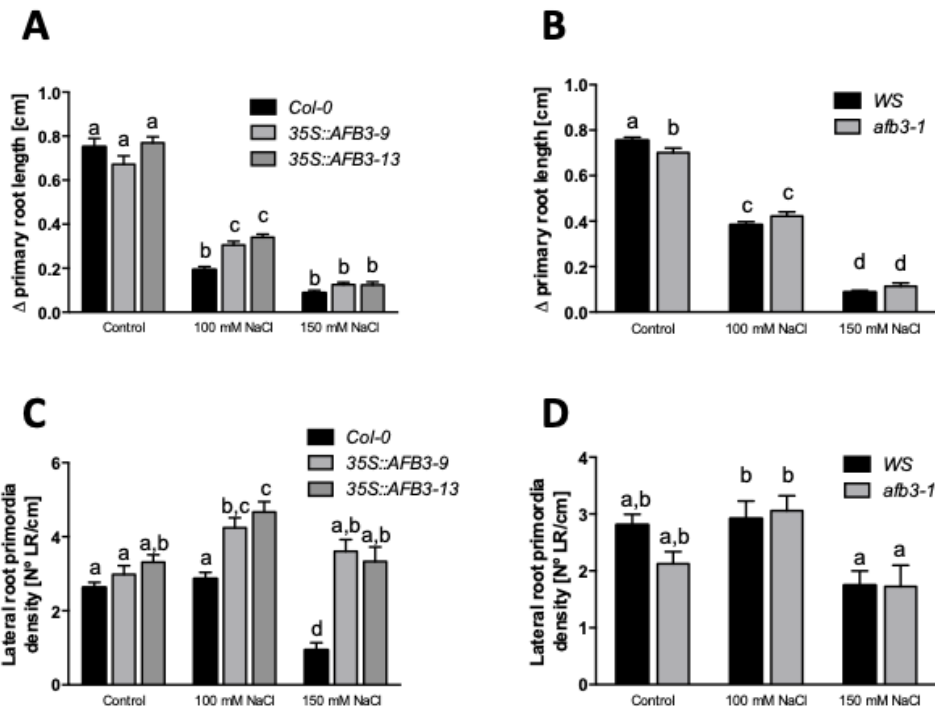 A
Δ primary root length [cm]
1.0
0.8
0.6
0.4
0.2
0.0
a
a
a
b
c
c
b
b
b
Control
100 mM NaCl
150 mM NaCl
Col-0
35S::AFB3-9
35S::AFB3-13
B
Δ primary root length [cm]
1.0
0.8
0.6
0.4
0.2
0.0
a
b
c
c
d
d
Control
100 mM NaCl
150 mM NaCl
WS
afb3-1
C
Lateral root primordia
density [Nº LR/cm]
6
4
2
0
a
a
a,b
a
b,c
c
d
a,b
a,b
Control
100 mM NaCl
150 mM NaCl
Col-0
35S::AFB3-9
35S::AFB3-13
D
Lateral root primordia
density [Nº LR/cm]
4
3
2
1
0
a,b
a,b
b
b
a
a
Control
100 mM NaCl
150 mM NaCl
WS
afb3-1